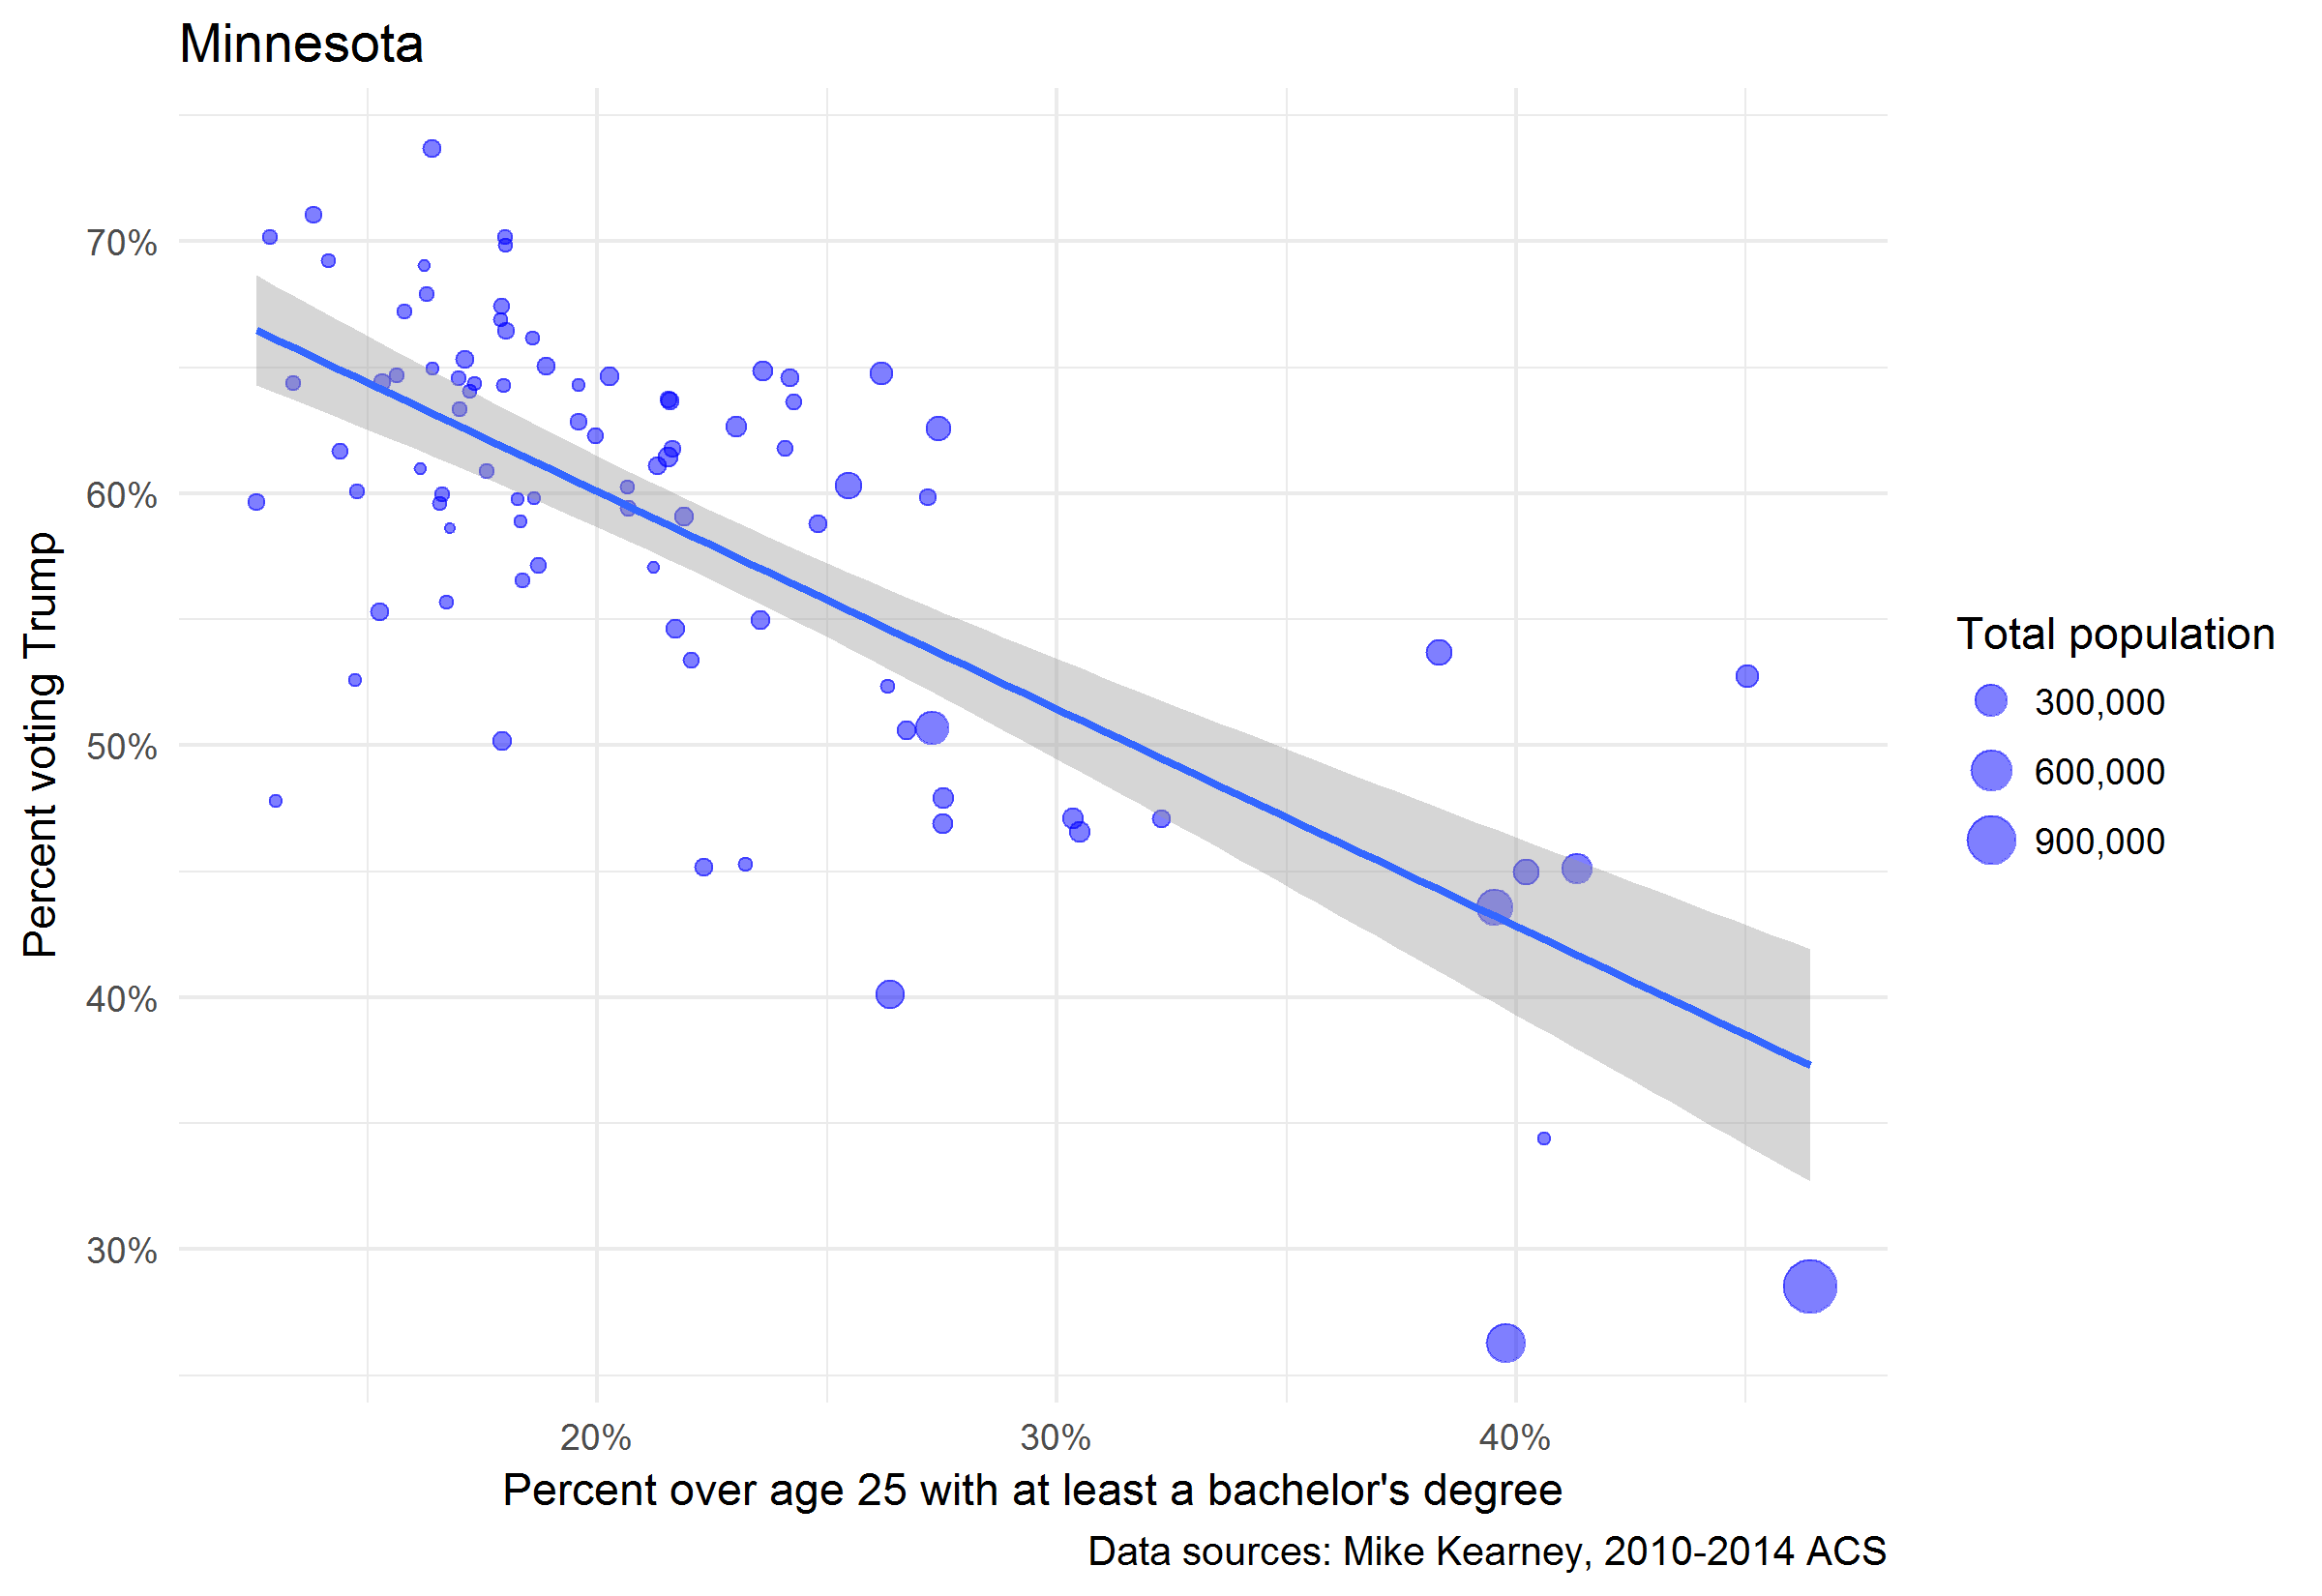 Minnesota
70%
60%
50%
40%
30%
Percent voting Trump
20%
30%
40%
Percent over age 25 with at least a bachelor's degree
Total population
300,000
600,000
900,000
Data sources: Mike Kearney, 2010-2014 ACS